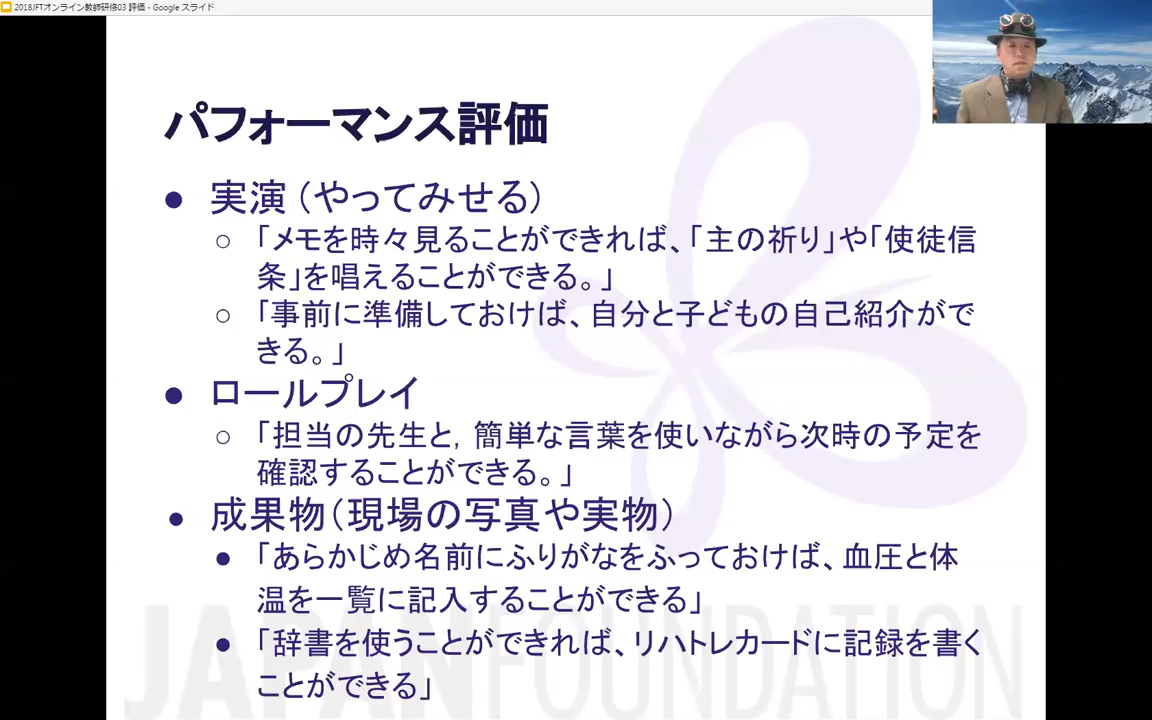 2018JFTオンライン教師研修03 評価 - Google スライド
パフォーマンス評価
● 実演（やってみせる）
○ 「メモを時々見ることができれば、「主の祈り」や「使徒信
条」を唱えることができる。」
○ 「事前に準備しておけば、自分と子どもの自己紹介がで
きる。」
● ロールプレイ
○ 「担当の先生と，簡単な言葉を使いながら次時の予定を
確認することができる。」
● 成果物（現場の写真や実物）
● 「あらかじめ名前にふりがなをふっておけば、血圧と体
温を一覧に記入することができる」
● 「辞書を使うことができれば、リハトレカードに記録を書く
ことができる」
JAPANFOUNDATION